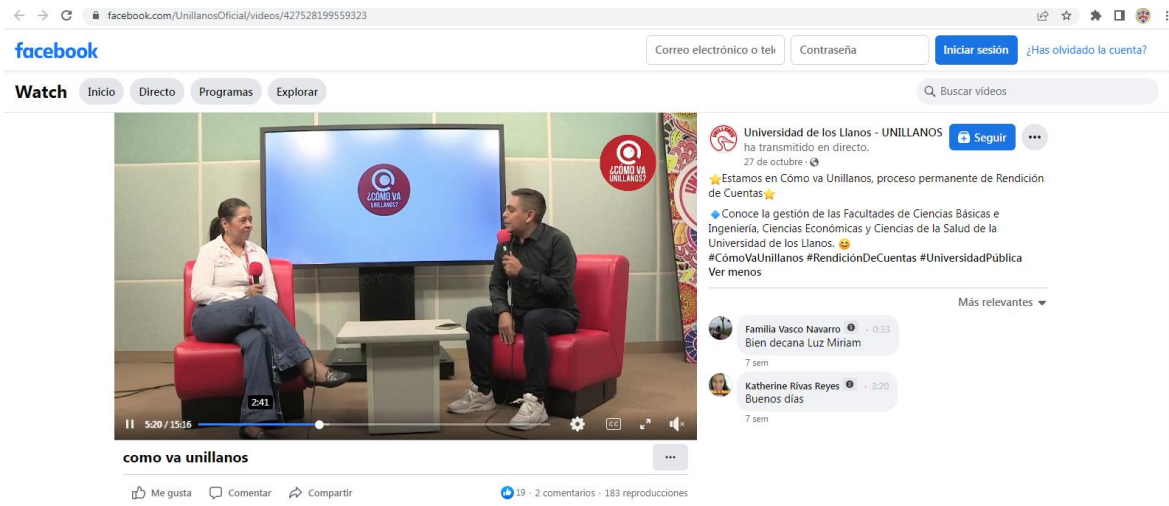 facebook.com/UnillanosOficial/videos/427528199559323
facebook
Correo electrónico o telé
Contraseña
Iniciar sesión
¿Has olvidado la cuenta?
Watch
Inicio
Directo
Programas
Explorar
Buscar vídeos
¿CÓMO VA
UNILLANOS?
¿CÓMO VA
UNILLANOS?
2:41
5:20 / 15:16
CC
como va unillanos
Me gusta
Comentar
Compartir
19 · 2 comentarios · 183 reproducciones
UNILLANOS
Universidad de los Llanos - UNILLANOS
ha transmitido en directo.
27 de octubre ·
Seguir
Estamos en Cómo va Unillanos, proceso permanente de Rendición
de Cuentas
Conoce la gestión de las Facultades de Ciencias Básicas e
Ingeniería, Ciencias Económicas y Ciencias de la Salud de la
Universidad de los Llanos.
#CómoVaUnillanos #RendiciónDeCuentas #UniversidadPública
Ver menos
Más relevantes
Familia Vasco Navarro · 0:33
Bien decana Luz Miriam
7 sem
Katherine Rivas Reyes · 3:20
Buenos días
7 sem